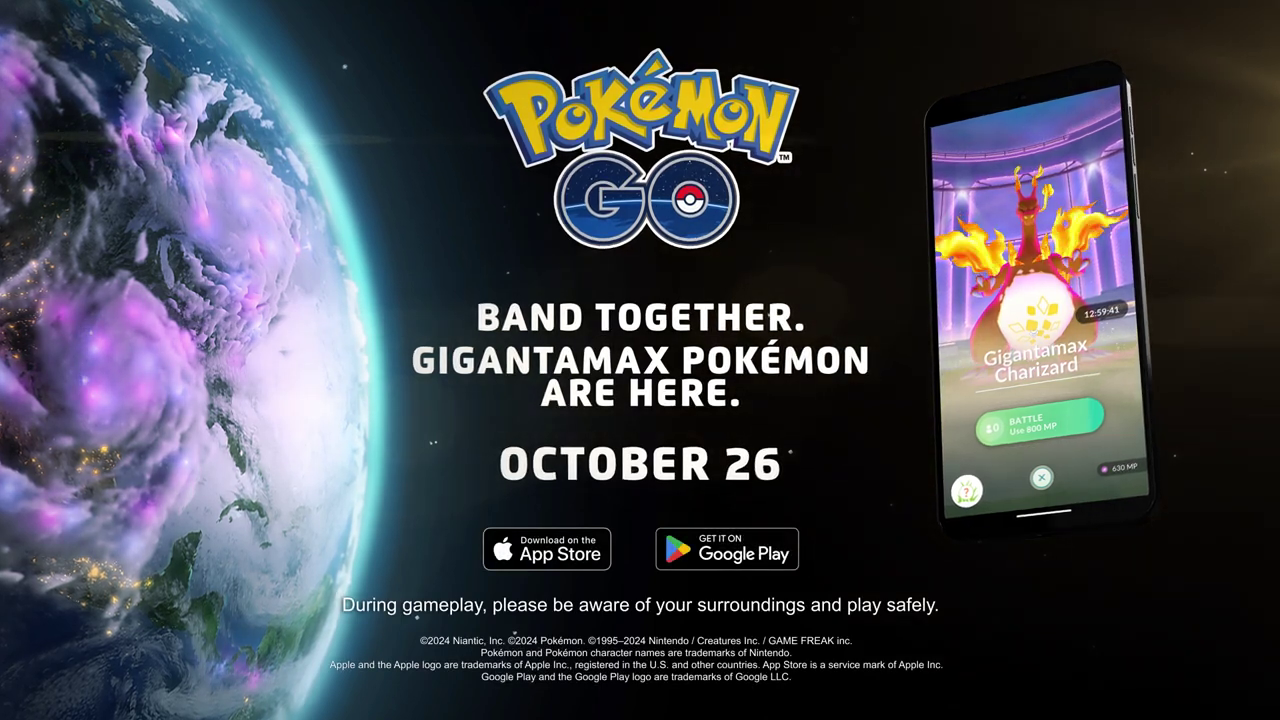 POKéMON
GO
TM
BAND TOGETHER.
GIGANTAMAX POKÉMON
ARE HERE.
OCTOBER 26
Download on the
App Store
GET IT ON
Google Play
During gameplay, please be aware of your surroundings and play safely.
©2024 Niantic, Inc. ©2024 Pokémon. ©1995–2024 Nintendo / Creatures Inc. / GAME FREAK inc.
Pokémon and Pokémon character names are trademarks of Nintendo.
Apple and the Apple logo are trademarks of Apple Inc., registered in the U.S. and other countries. App Store is a service mark of Apple Inc.
Google Play and the Google Play logo are trademarks of Google LLC.
12:59:41
Gigantamax
Charizard
BATTLE
Use 800 MP
630 MP
?